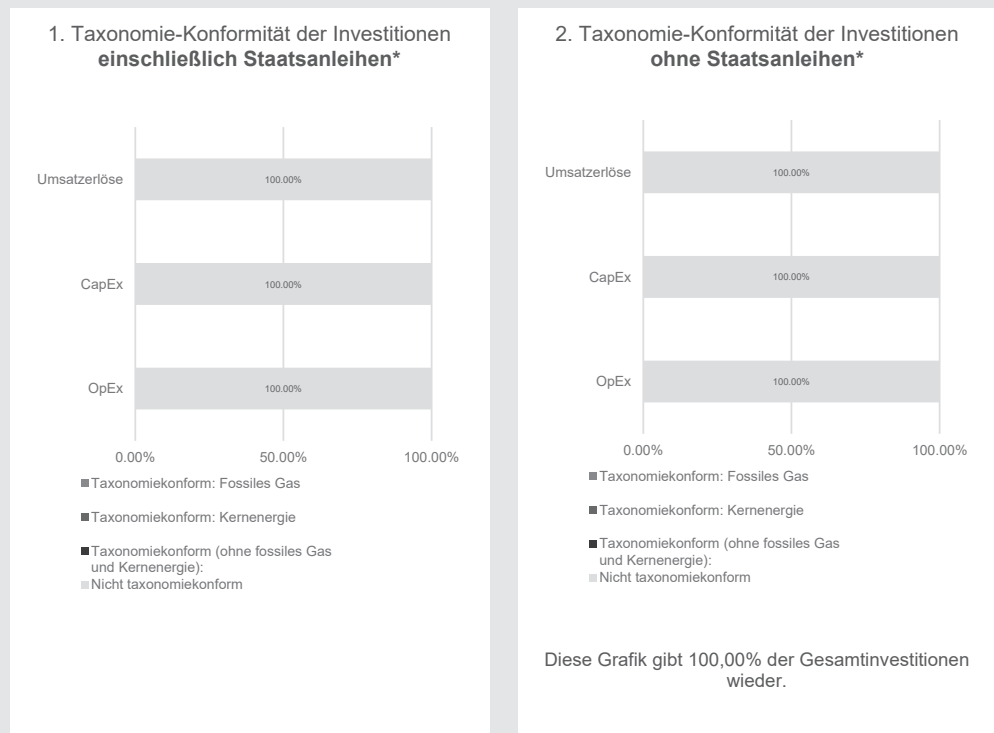 1. Taxonomie-Konformität der Investitionen
einschließlich Staatsanleihen*
Umsatzerlöse
100.00%
CapEx
100.00%
OpEx
100.00%
0.00%
50.00%
100.00%
Taxonomiekonform: Fossiles Gas
Taxonomiekonform: Kernenergie
Taxonomiekonform (ohne fossiles Gas
und Kernenergie):
Nicht taxonomiekonform
2. Taxonomie-Konformität der Investitionen
ohne Staatsanleihen*
Umsatzerlöse
100.00%
CapEx
100.00%
OpEx
100.00%
0.00%
50.00%
100.00%
Taxonomiekonform: Fossiles Gas
Taxonomiekonform: Kernenergie
Taxonomiekonform (ohne fossiles Gas
und Kernenergie):
Nicht taxonomiekonform
Diese Grafik gibt 100,00% der Gesamtinvestitionen
wieder.